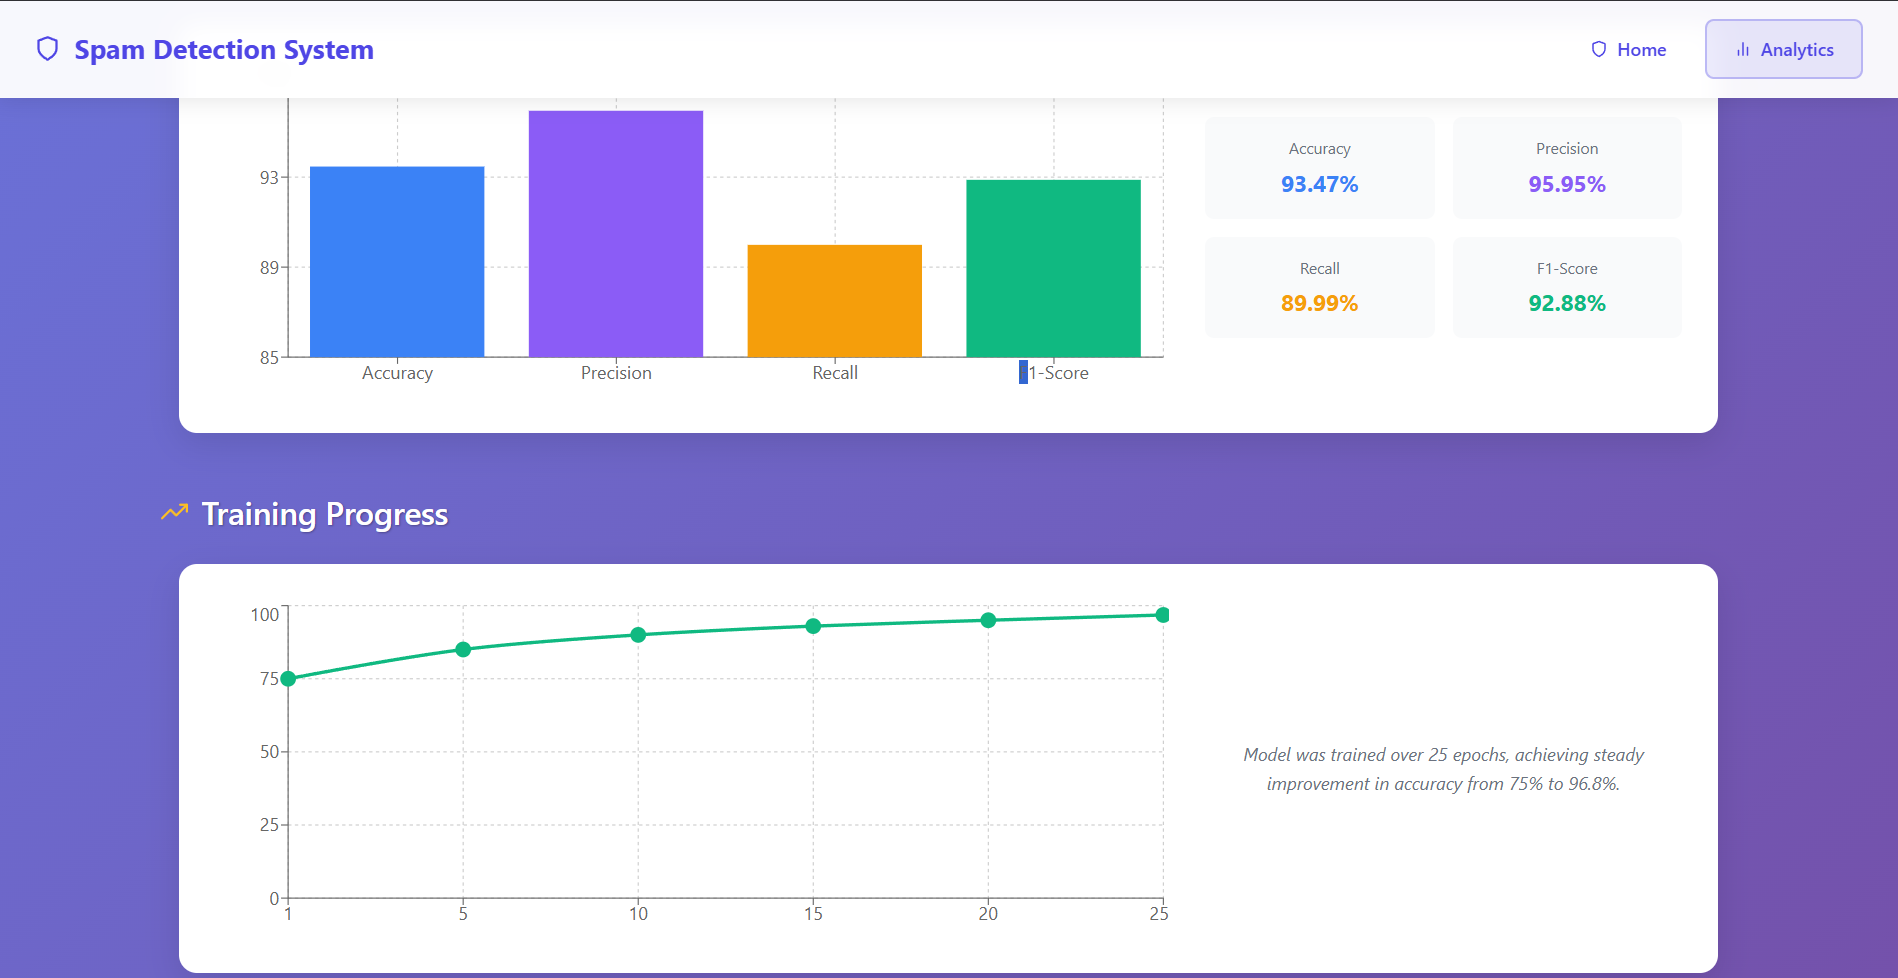 Spam Detection System
Home
Analytics
93
89
85
Accuracy
Precision
Recall
1-Score
Accuracy
93.47%
Precision
95.95%
Recall
89.99%
F1-Score
92.88%
Training Progress
100
75
50
25
0
1
5
10
15
20
25
Model was trained over 25 epochs, achieving steady
improvement in accuracy from 75% to 96.8%.